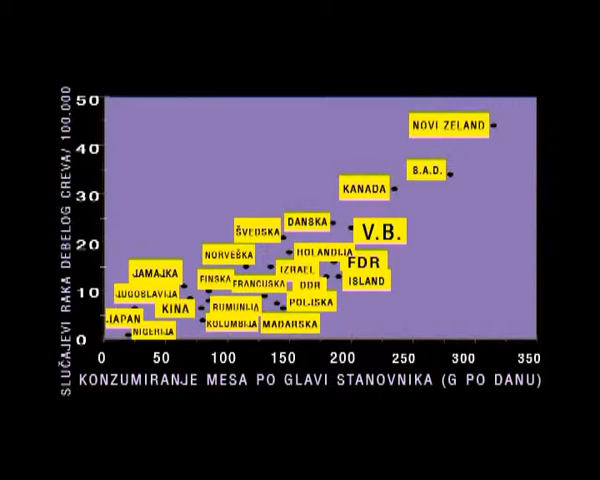 SLUČAJEVI RAKA DEBELOG CREVA/ 100.000
50
40
30
20
10
0
NOVI ZELAND
S.A.D.
KANADA
DANSKA
ŠVEDSKA
V.B.
NORVEŠKA
HOLANDIJA
FDR
JAMAJKA
IZRAEL
FINSKA
FRANCUSKA
DDR
ISLAND
JUGOSLAVIJA
KINA
RUMUNIJA
POLJSKA
JAPAN
NIGERIJA
KOLUMBIJA
MAĐARSKA
0 50 100 150 200 250 300 350
KONZUMIRANJE MESA PO GLAVI STANOVNIKA (G PO DANU)